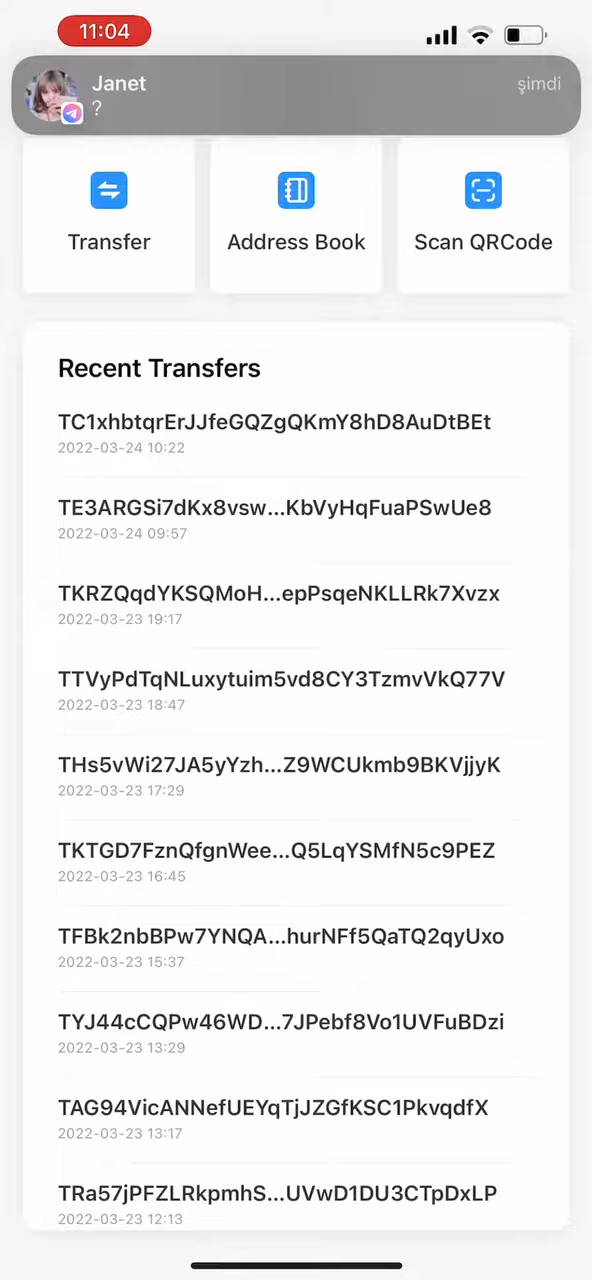 11:04
Janet
şimdi
?
Transfer
Address Book
Scan QRCode
Recent Transfers
TC1xhbtqrErJJfeGQZgQKmY8hD8AuDtBEt
2022-03-24 10:22
TE3ARGSi7dKx8vsw...KbVyHqFuaPSwUe8
2022-03-24 09:57
TKRZQqdYKSQMoH...epPsqeNKLLRk7Xvzx
2022-03-23 19:17
TTVyPdTqNLuxytuim5vd8CY3TzmvVkQ77V
2022-03-23 18:47
THs5vWi27JA5yYzh...Z9WCUkmb9BKVjjyK
2022-03-23 17:29
TKTGD7FznQfgnWee...Q5LqYSMfN5c9PEZ
2022-03-23 16:45
TFBk2nbBPw7YNQA...hurNFf5QaTQ2qyUxo
2022-03-23 15:37
TYJ44cCQPw46WD...7JPebf8Vo1UVFuBDzi
2022-03-23 13:29
TAG94VicANNefUEYqTjJZGfKSC1PkvqdfX
2022-03-23 13:17
TRa57jPFZLRkpmhS...UVwD1DU3CTpDxLP
2022-03-23 12:13